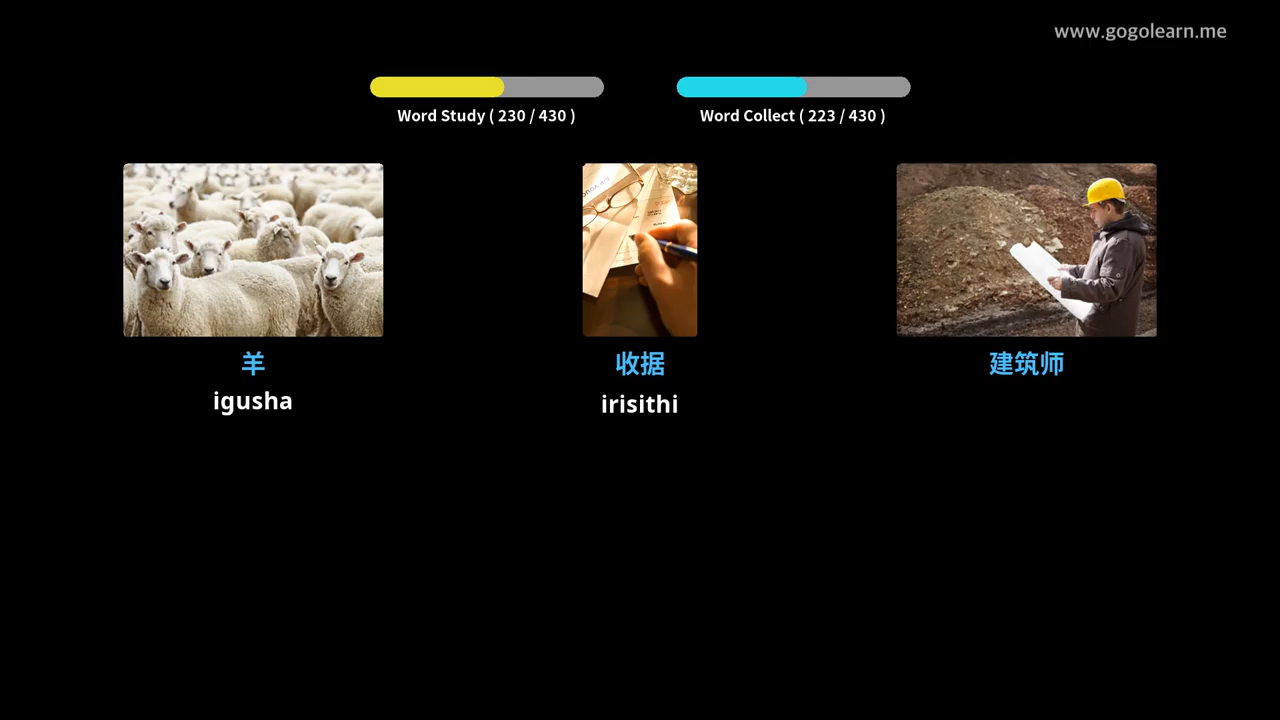 www.gogolearn.me
Word Study ( 230 / 430 )
Word Collect ( 223 / 430 )
羊
收据
建筑师
igusha
irisithi